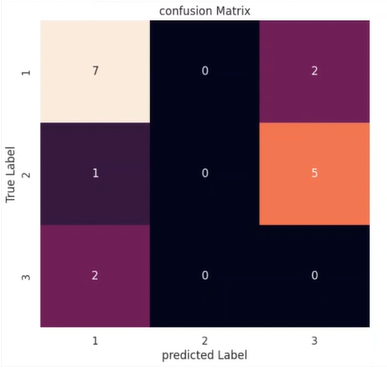 confusion Matrix
1 7 0 2
2 1 0 5
3 2 0 0
True Label
1 2 3
predicted Label